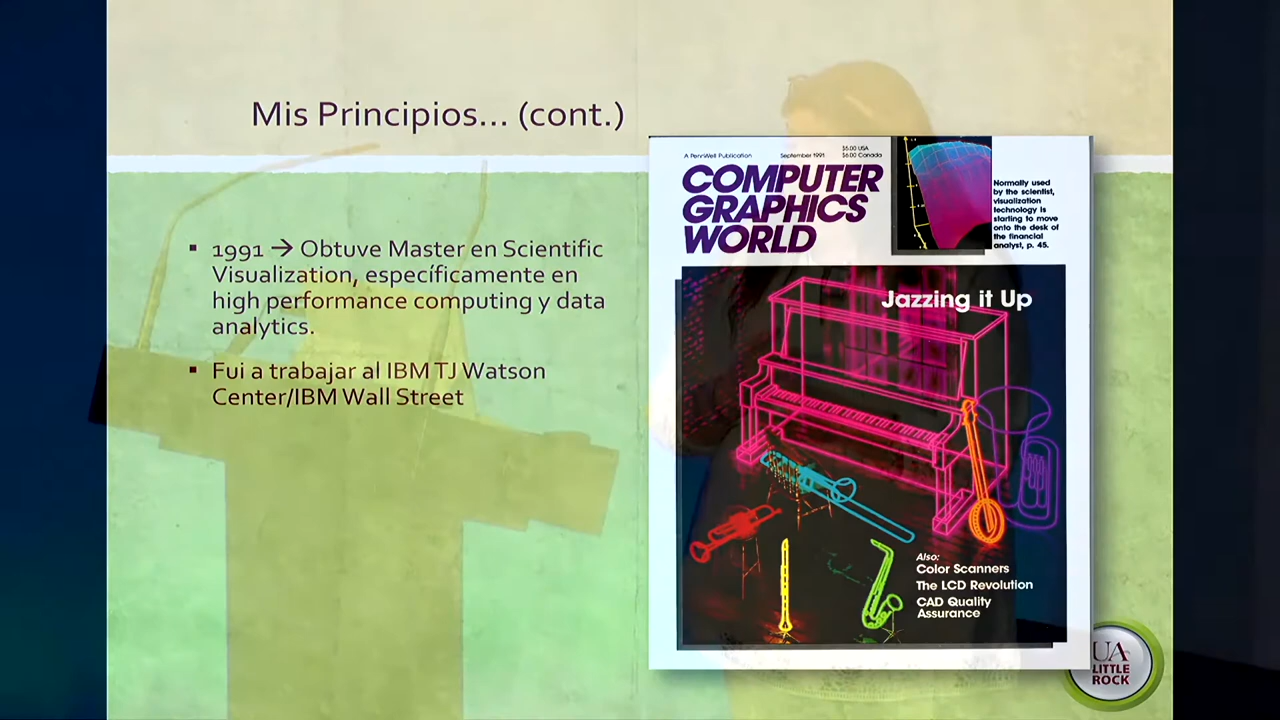 Mis Principios... (cont.)
▪ 1991 → Obtuve Master en Scientific
Visualization, específicamente en
high performance computing y data
analytics.
▪ Fui a trabajar al IBM TJ Watson
Center/IBM Wall Street
A PennWell Publication
September 1991
$5.00 USA
$6.00 Canada
COMPUTER
GRAPHICS
WORLD
Normally used
by the scientist,
visualization
technology is
starting to move
onto the desk of
the financial
analyst, p. 45.
Jazzing it Up
Also:
Color Scanners
The LCD Revolution
CAD Quality
Assurance
UA
LITTLE
ROCK